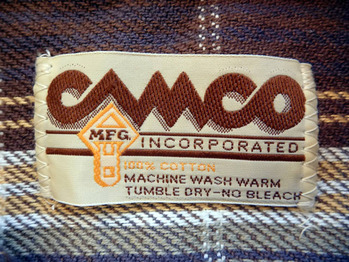 CAMCO
MFG.
INCORPORATED
100% COTTON
MACHINE WASH WARM
TUMBLE DRY-NO BLEACH